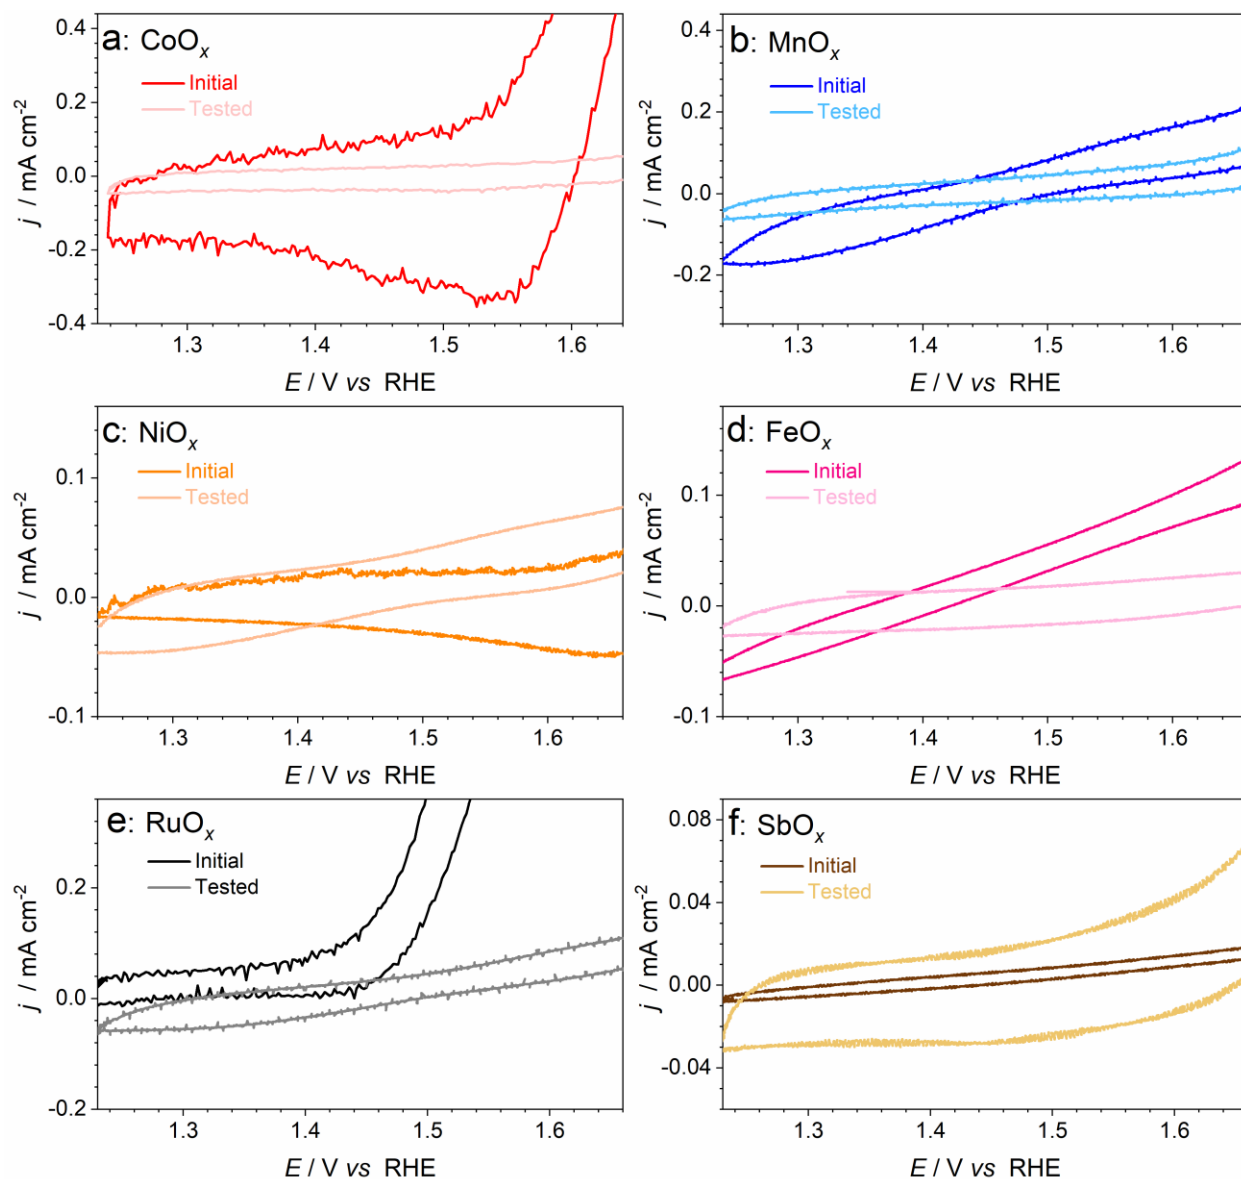 a: CoOₓ
Initial
Tested
0.4
0.2
0.0
-0.2
-0.4
j / mA cm⁻²
1.3 1.4 1.5 1.6
E / V vs RHE
b: MnOₓ
Initial
Tested
0.4
0.2
0.0
-0.2
j / mA cm⁻²
1.3 1.4 1.5 1.6
E / V vs RHE
c: NiOₓ
Initial
Tested
0.1
0.0
-0.1
j / mA cm⁻²
1.3 1.4 1.5 1.6
E / V vs RHE
d: FeOₓ
Initial
Tested
0.1
0.0
-0.1
j / mA cm⁻²
1.3 1.4 1.5 1.6
E / V vs RHE
e: RuOₓ
Initial
Tested
0.2
0.0
-0.2
j / mA cm⁻²
1.3 1.4 1.5 1.6
E / V vs RHE
f: SbOₓ
Initial
Tested
0.08
0.04
0.00
-0.04
j / mA cm⁻²
1.3 1.4 1.5 1.6
E / V vs RHE